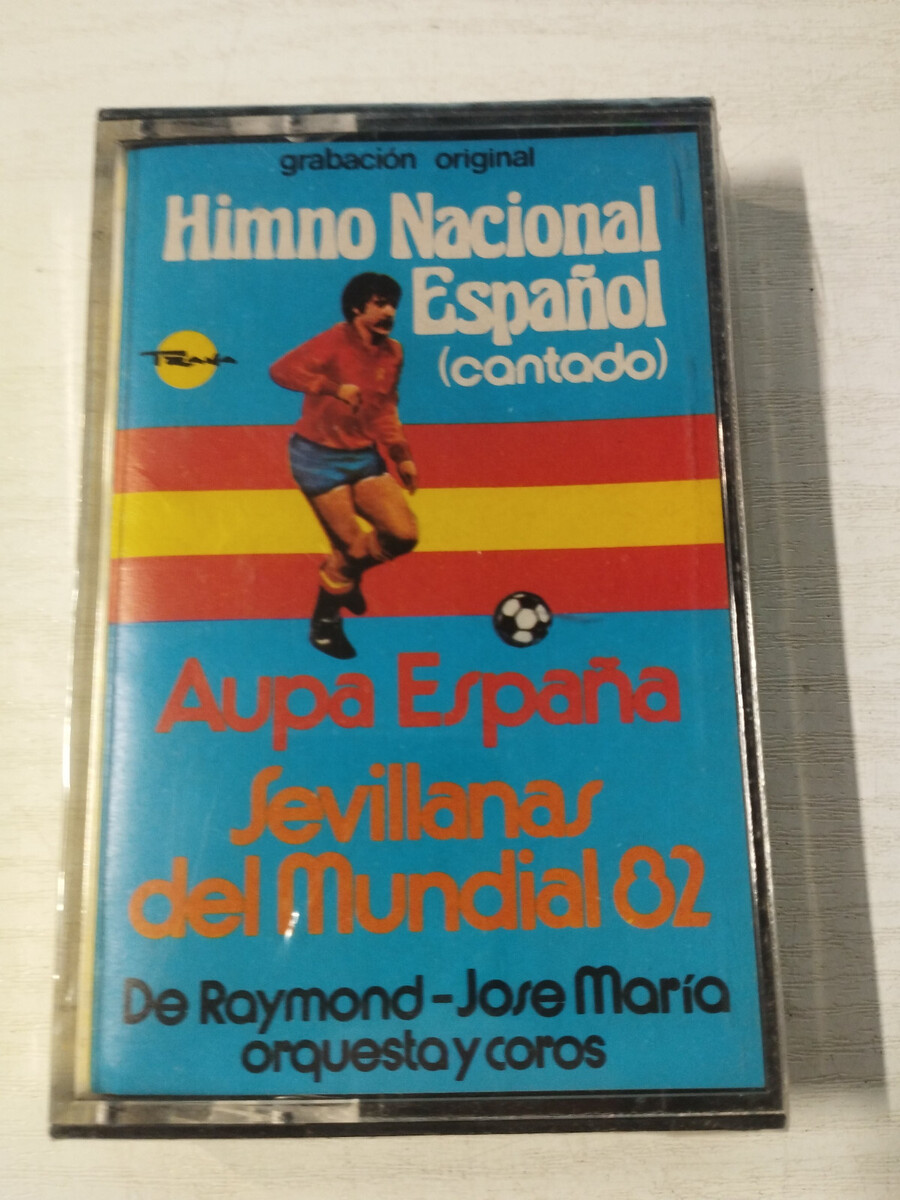 grabación original
Himno Nacional
Español
(cantado)
Aupa España
Sevillanas
del Mundial 82
De Raymond-Jose María
orquesta y coros